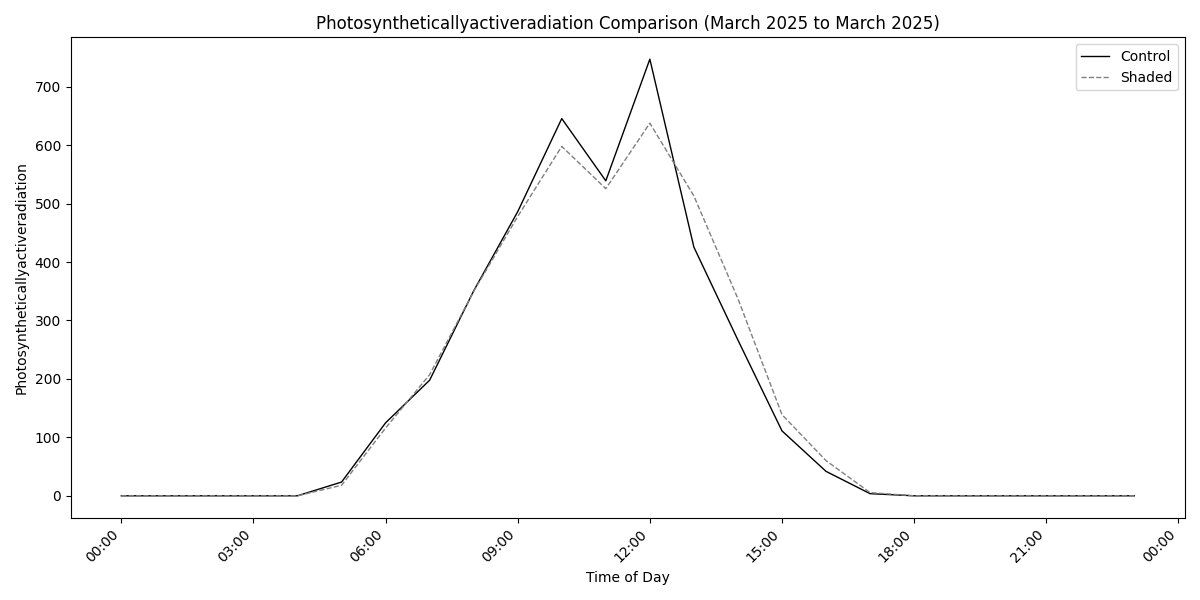 Photosyntheticallyactiveradiation Comparison (March 2025 to March 2025)
Control
Shaded
Photosyntheticallyactiveradiation
700
600
500
400
300
200
100
0
00:00 03:00 06:00 09:00 12:00 15:00 18:00 21:00 00:00
Time of Day